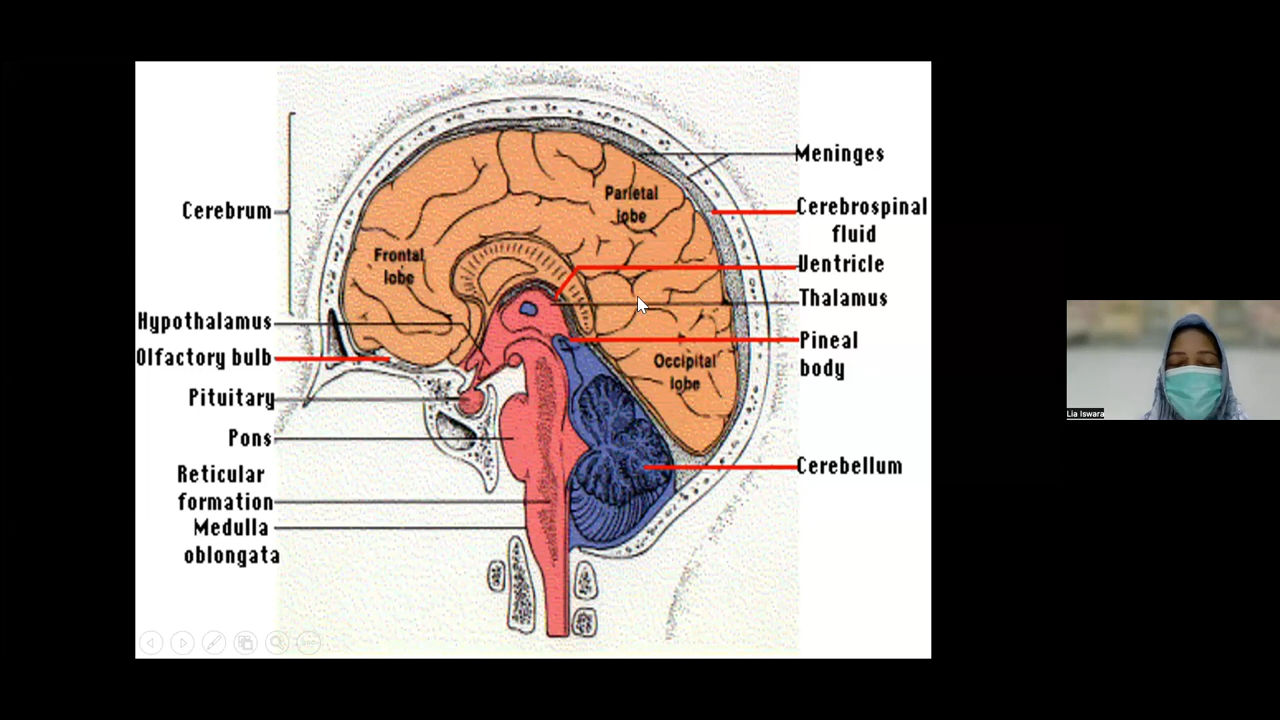 Cerebrum
Hypothalamus
Olfactory bulb
Pituitary
Pons
Reticular
formation
Medulla
oblongata
Frontal
lobe
Parietal
lobe
Occipital
lobe
Meninges
Cerebrospinal
fluid
Ventricle
Thalamus
Pineal
body
Cerebellum
Lia Iswara